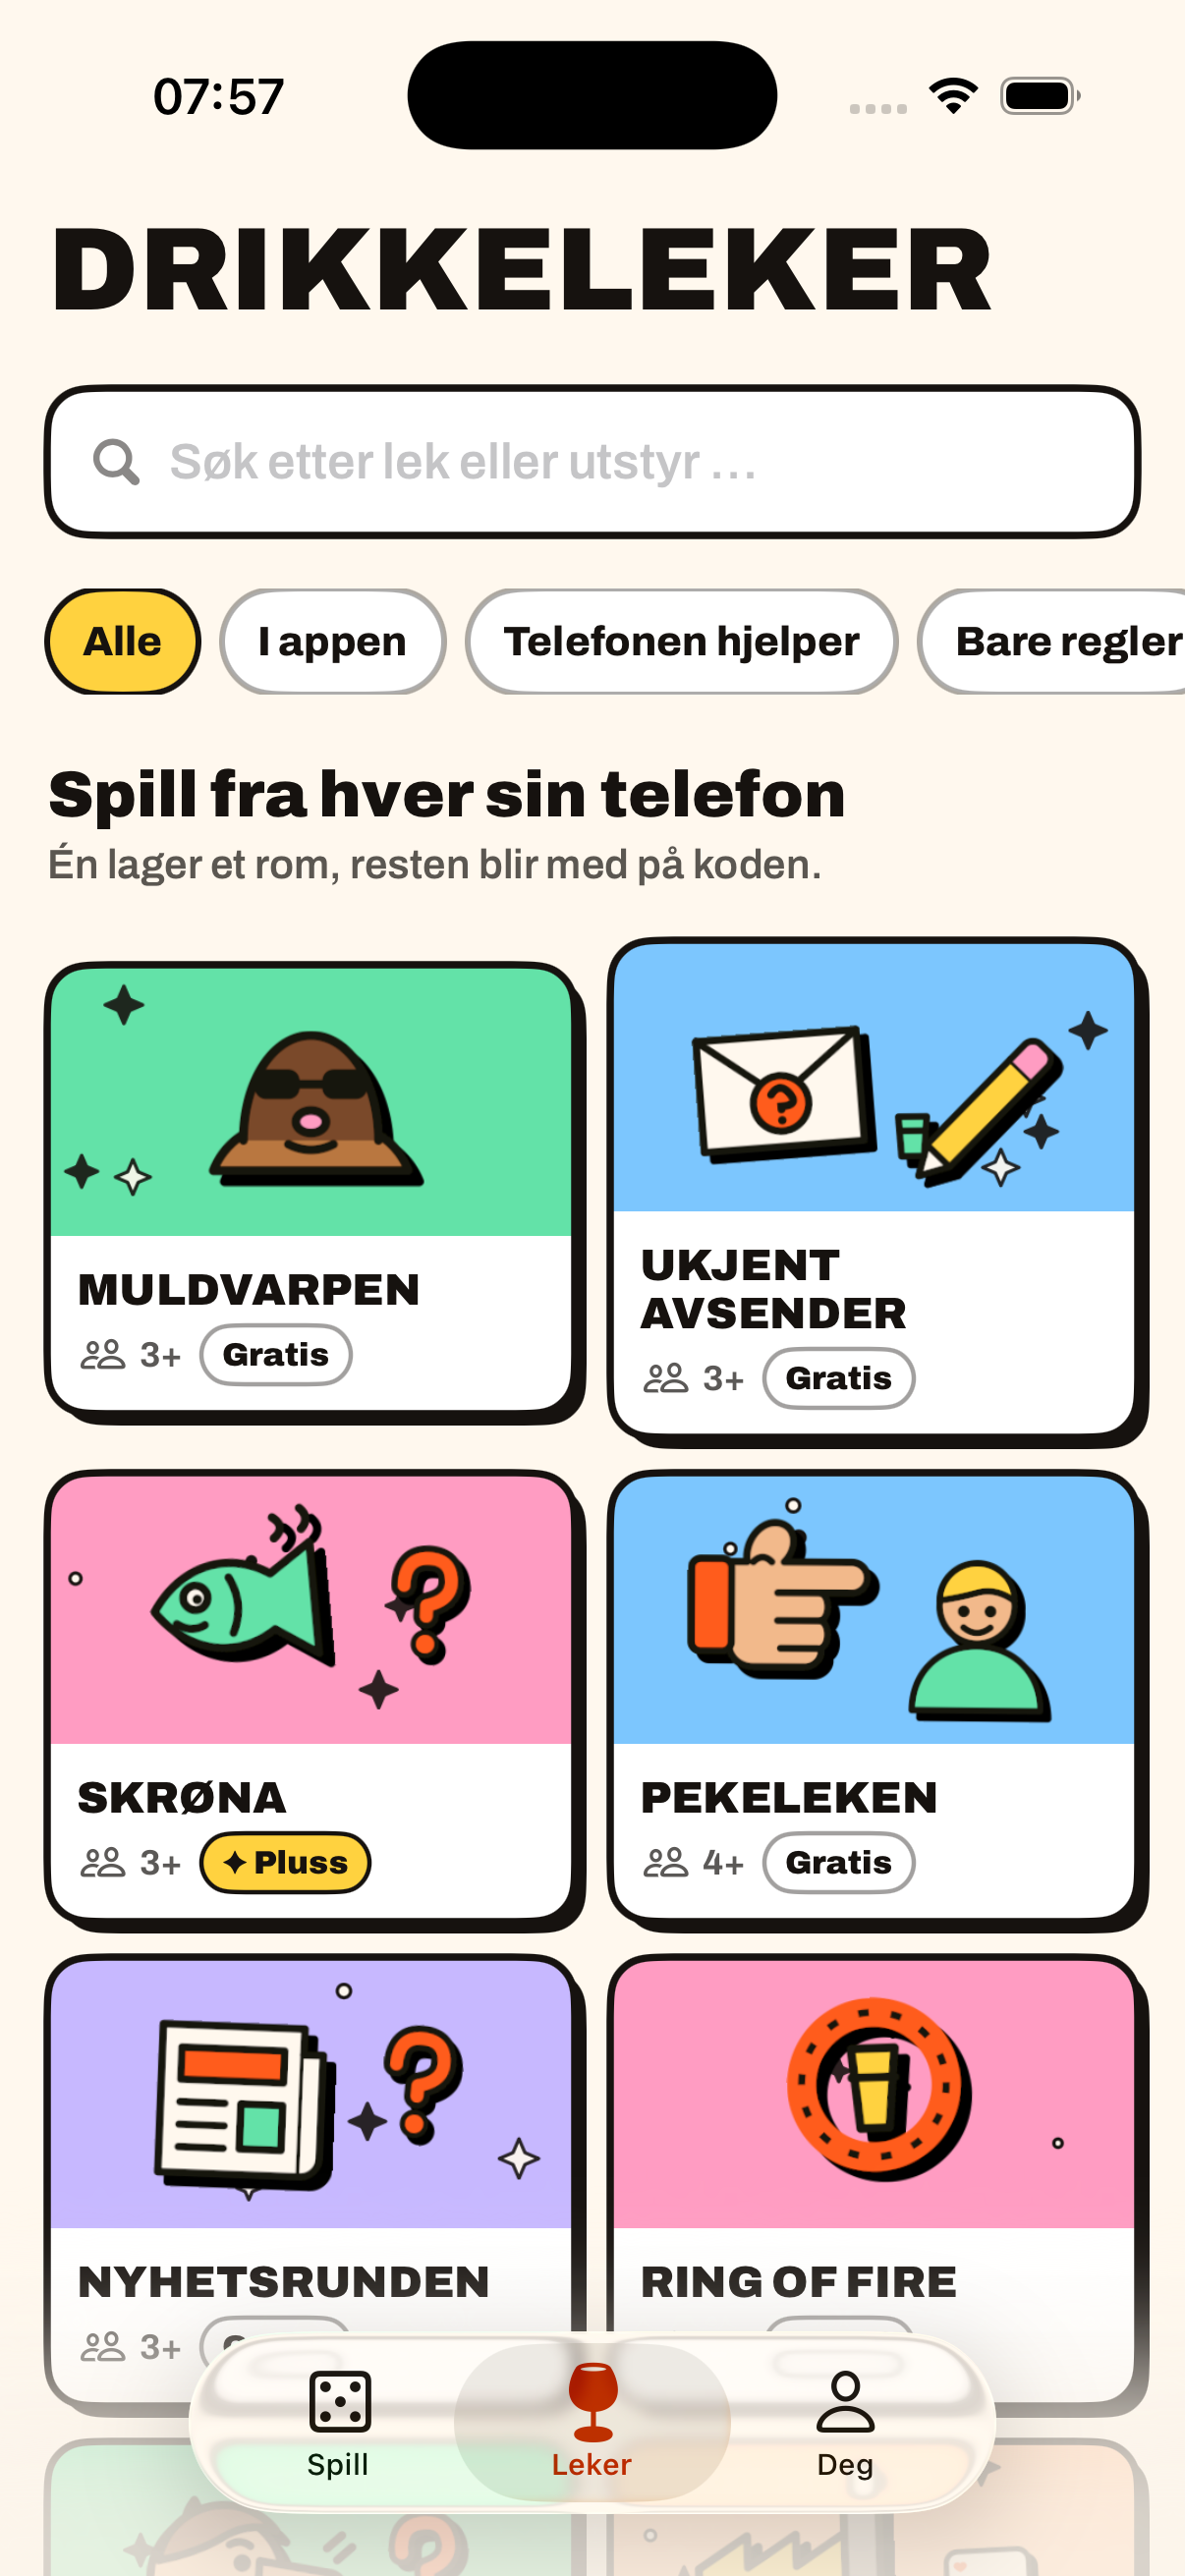 07:57
DRIKKELEKER
Søk etter lek eller utstyr ...
Alle
I appen
Telefonen hjelper
Bare regler
Spill fra hver sin telefon
Én lager et rom, resten blir med på koden.
MULDVARPEN
3+ Gratis
UKJENT
AVSENDER
3+ Gratis
SKRØNA
3+ Pluss
PEKELEKEN
4+ Gratis
NYHETSRUNDEN
3+
RING OF FIRE
Spill
Leker
Deg